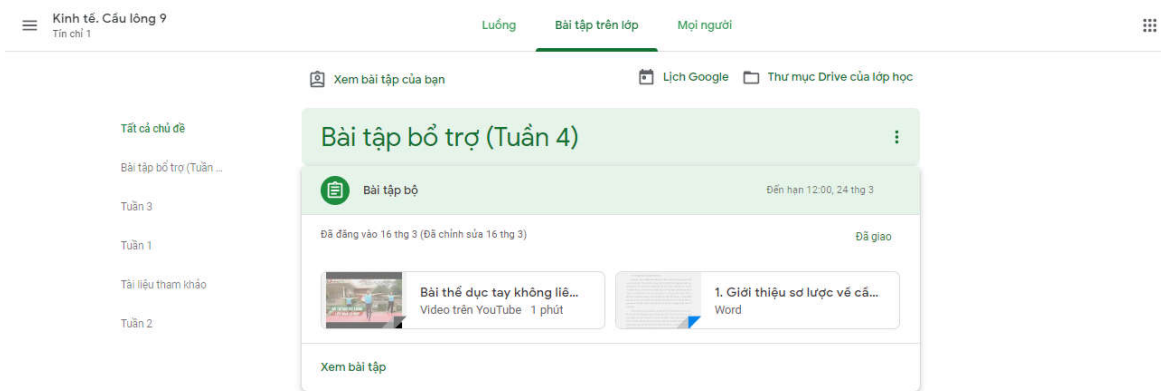 Kinh tế. Cầu lông 9
Tín chỉ 1
Luồng
Bài tập trên lớp
Mọi người
Xem bài tập của bạn
Lịch Google
Thư mục Drive của lớp học
Tất cả chủ đề
Bài tập bổ trợ (Tuần ...
Tuần 3
Tuần 1
Tài liệu tham khảo
Tuần 2
Bài tập bổ trợ (Tuần 4)
Bài tập bộ
Đến hạn 12:00, 24 thg 3
Đã đăng vào 16 thg 3 (Đã chỉnh sửa 16 thg 3)
Đã giao
Bài thể dục tay không liê...
Video trên YouTube 1 phút
1. Giới thiệu sơ lược về cầ...
Word
Xem bài tập